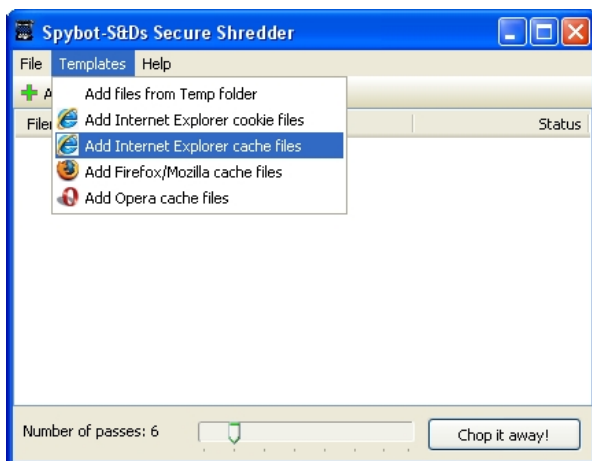 Spybot-S&Ds Secure Shredder
File Templates Help
Add files from Temp folder
Add Internet Explorer cookie files
Status
Add Internet Explorer cache files
Add Firefox/Mozilla cache files
Add Opera cache files
Number of passes: 6
Chop it away!